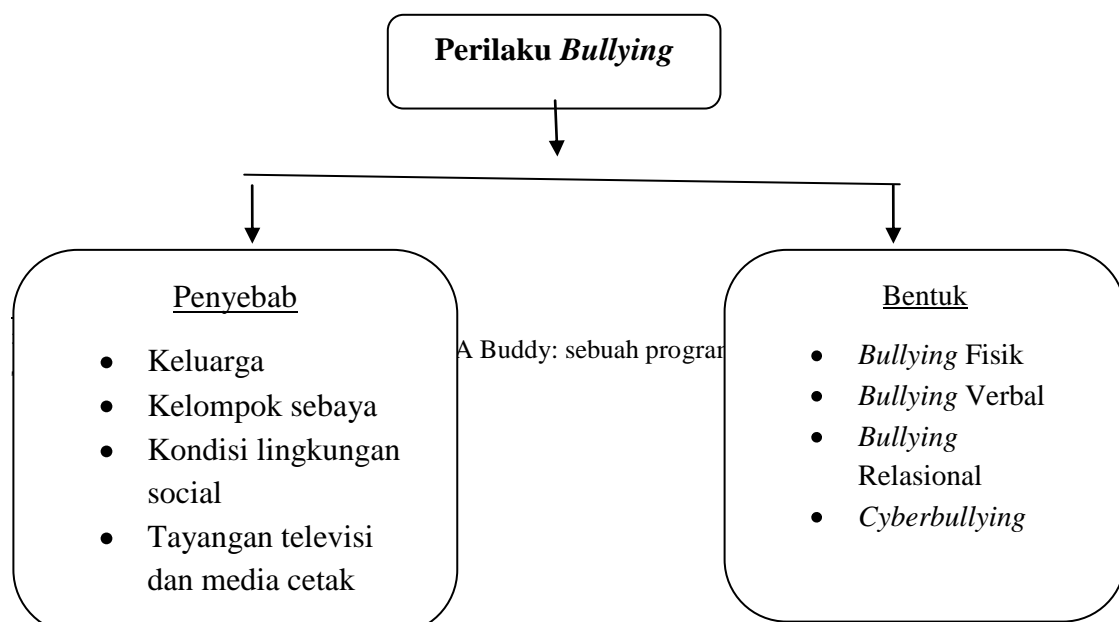 Perilaku Bullying
Penyebab
• Keluarga
• Kelompok sebaya
• Kondisi lingkungan
social
• Tayangan televisi
dan media cetak
A Buddy: sebuah program
Bentuk
• Bullying Fisik
• Bullying Verbal
• Bullying
Relasional
• Cyberbullying